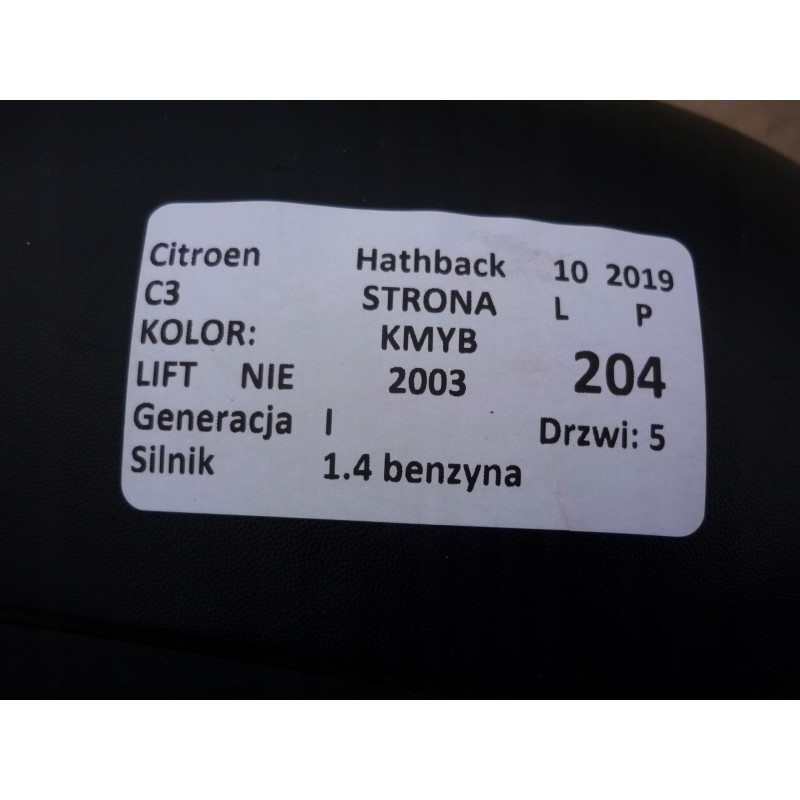 Citroen Hathback 10 2019
C3 STRONA L P
KOLOR: KMYB
LIFT NIE 2003 204
Generacja I Drzwi: 5
Silnik 1.4 benzyna